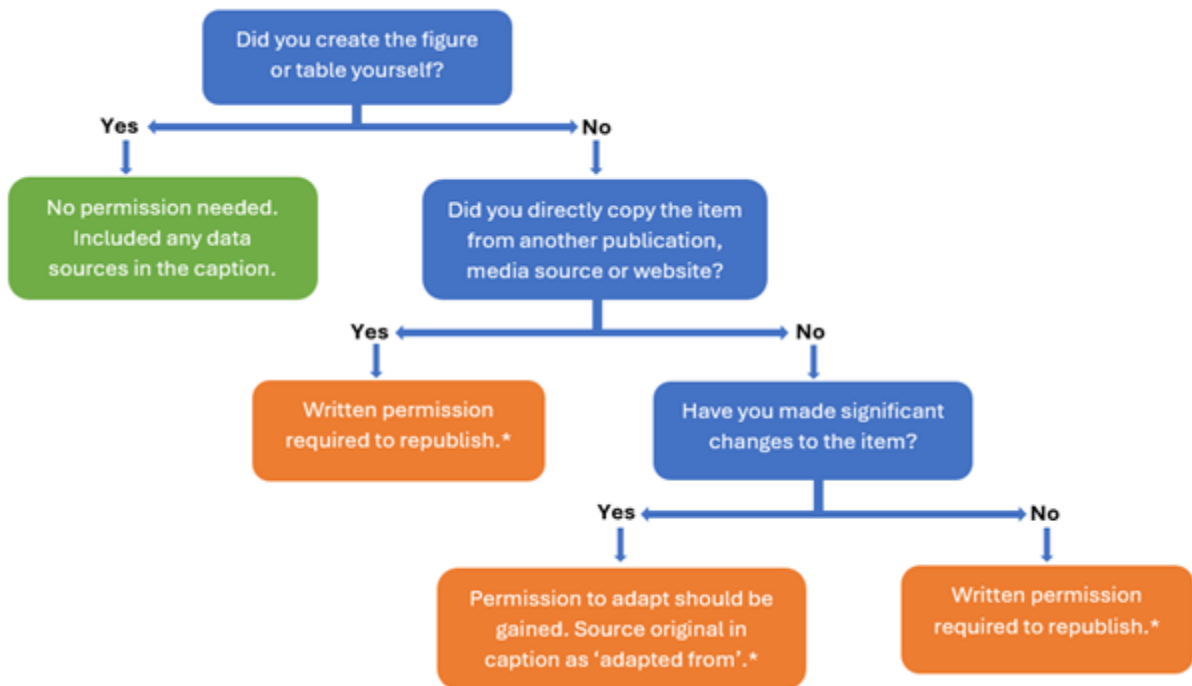 Did you create the figure
or table yourself?
Yes
No
No permission needed.
Included any data
sources in the caption.
Did you directly copy the item
from another publication,
media source or website?
Yes
No
Written permission
required to republish.*
Have you made significant
changes to the item?
Yes
No
Permission to adapt should be
gained. Source original in
caption as ‘adapted from’.*
Written permission
required to republish.*